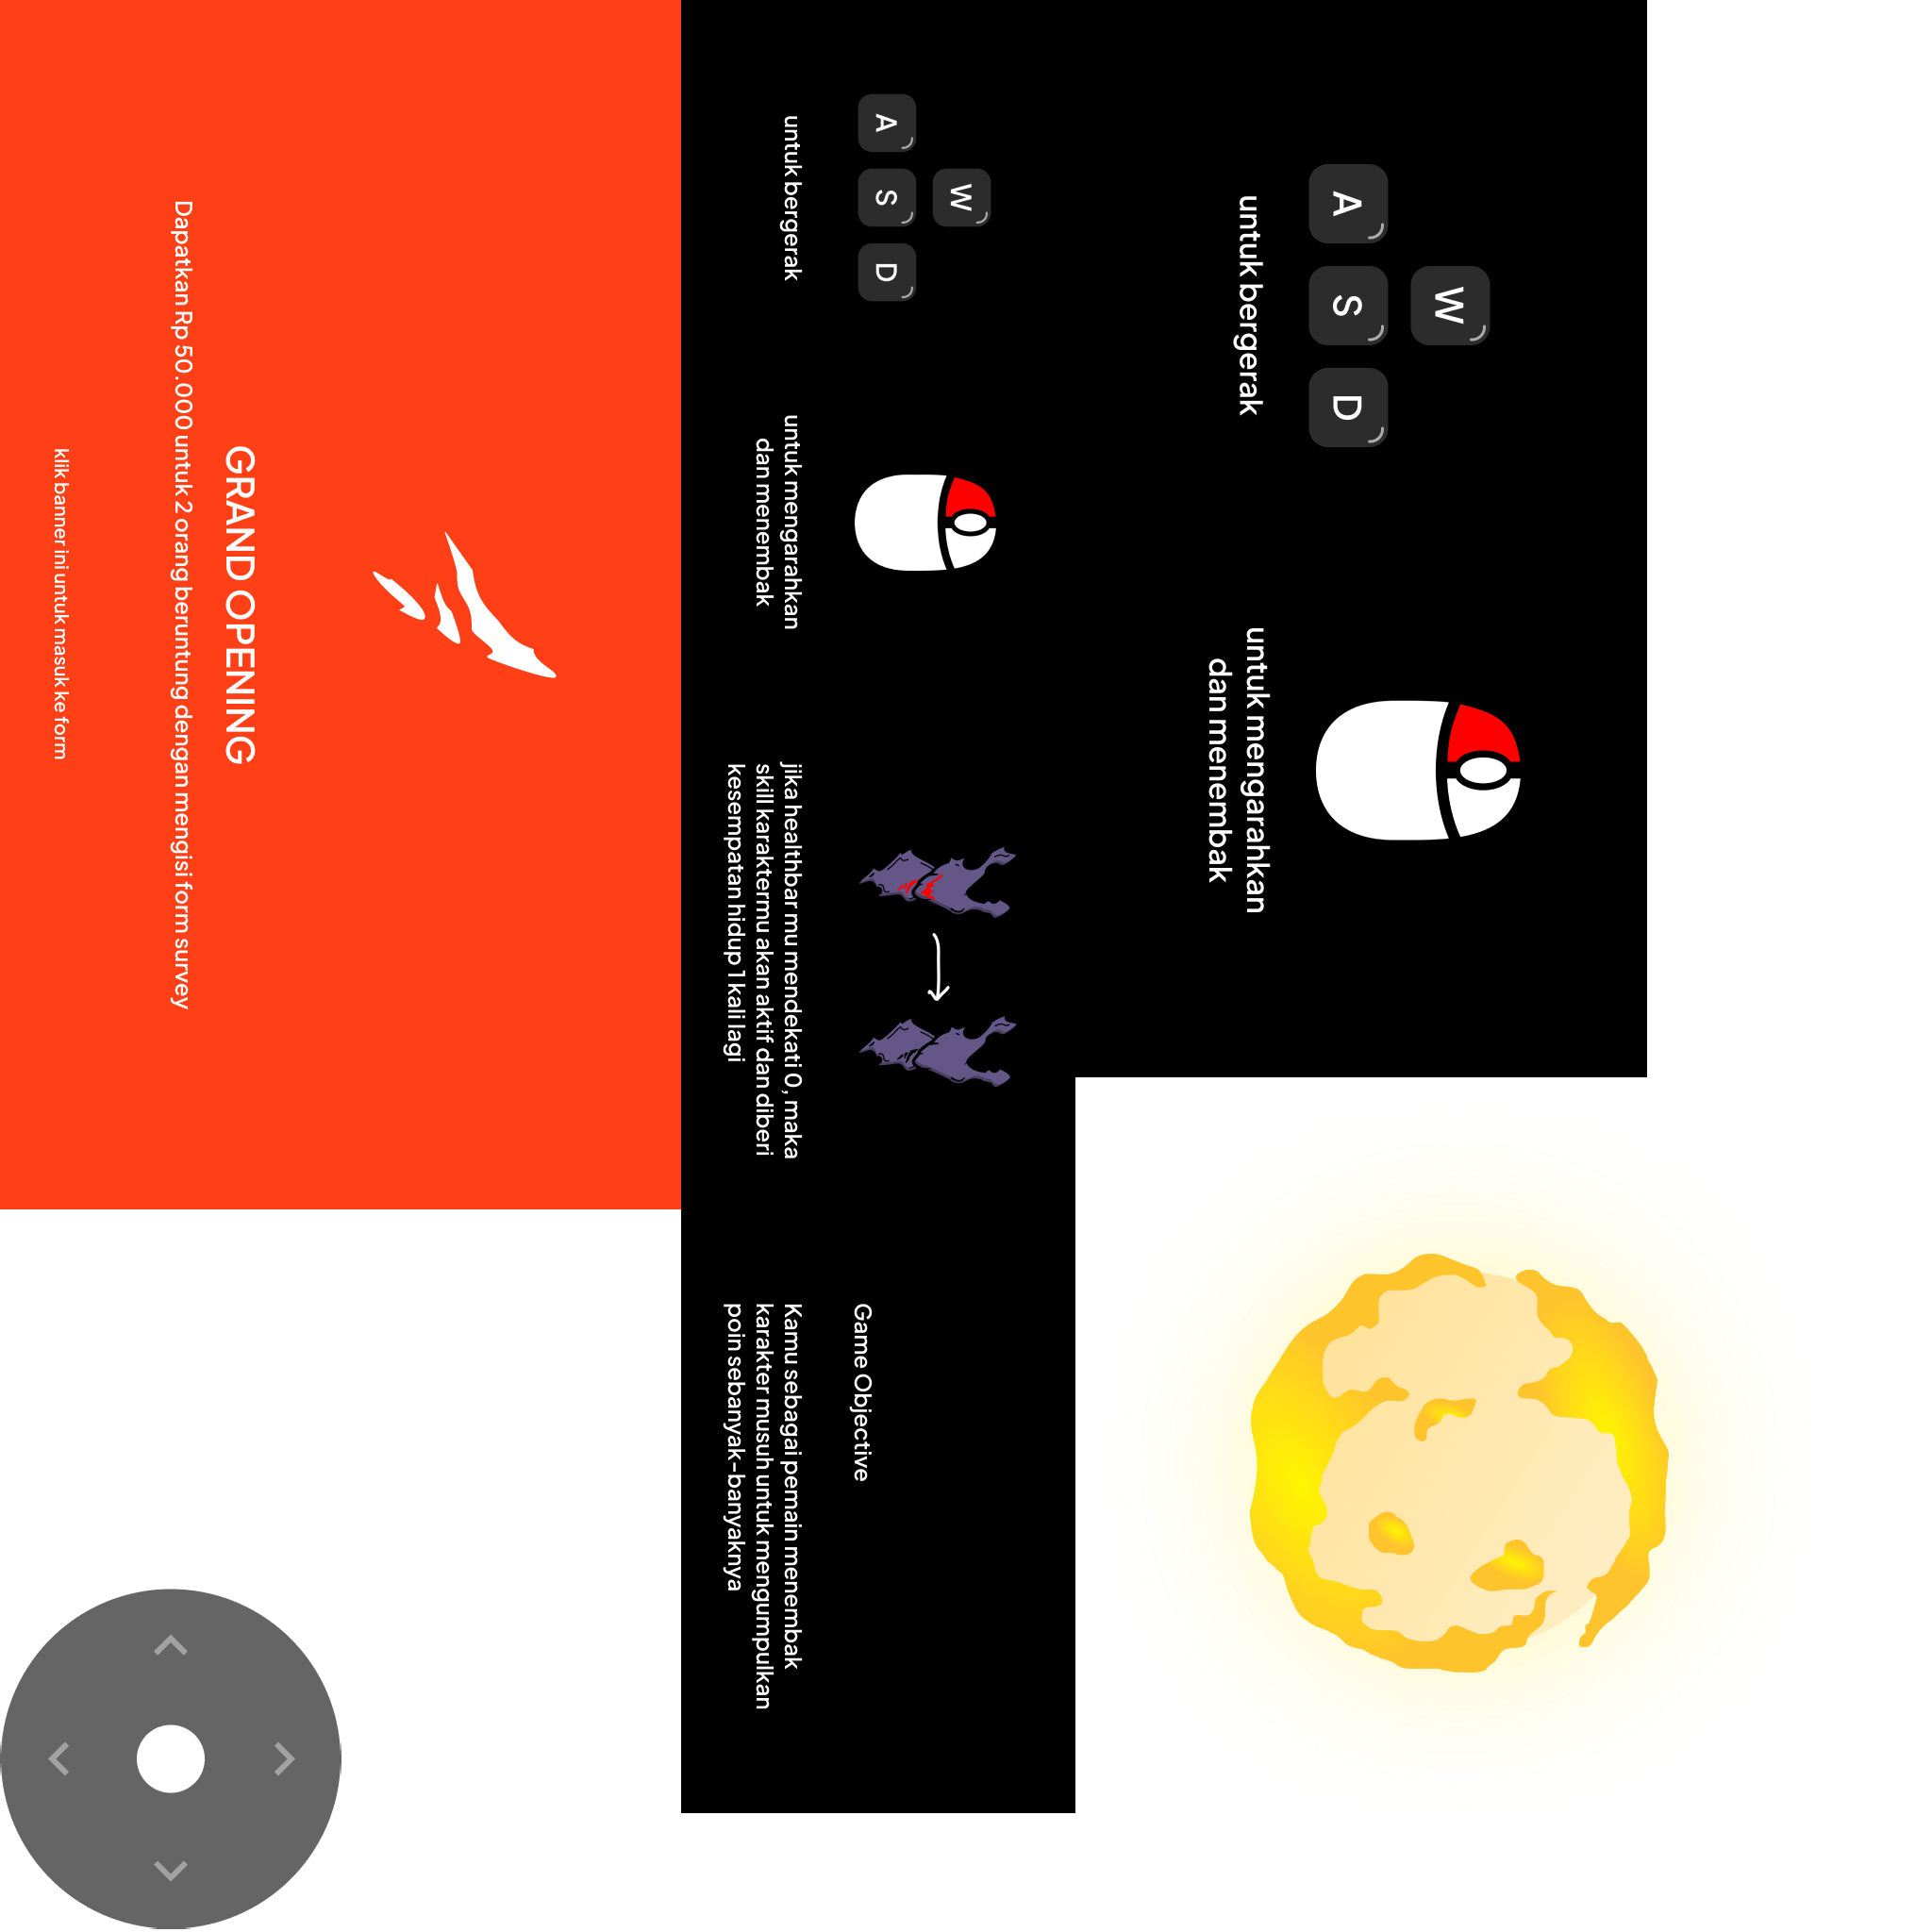 GRAND OPENING
Dapatkan Rp 50.000 untuk 2 orang beruntung dengan mengisi form survey
klik banner ini untuk masuk ke form
W
A S D
untuk bergerak
untuk mengarahkan
dan menembak
jika healthbar mu mendekati 0, maka
skill karaktermu akan aktif dan diberi
kesempatan hidup 1 kali lagi
Game Objective
Kamu sebagai pemain menembak
karakter musuh untuk mengumpulkan
poin sebanyak-banyaknya
W
A S D
untuk bergerak
untuk mengarahkan
dan menembak